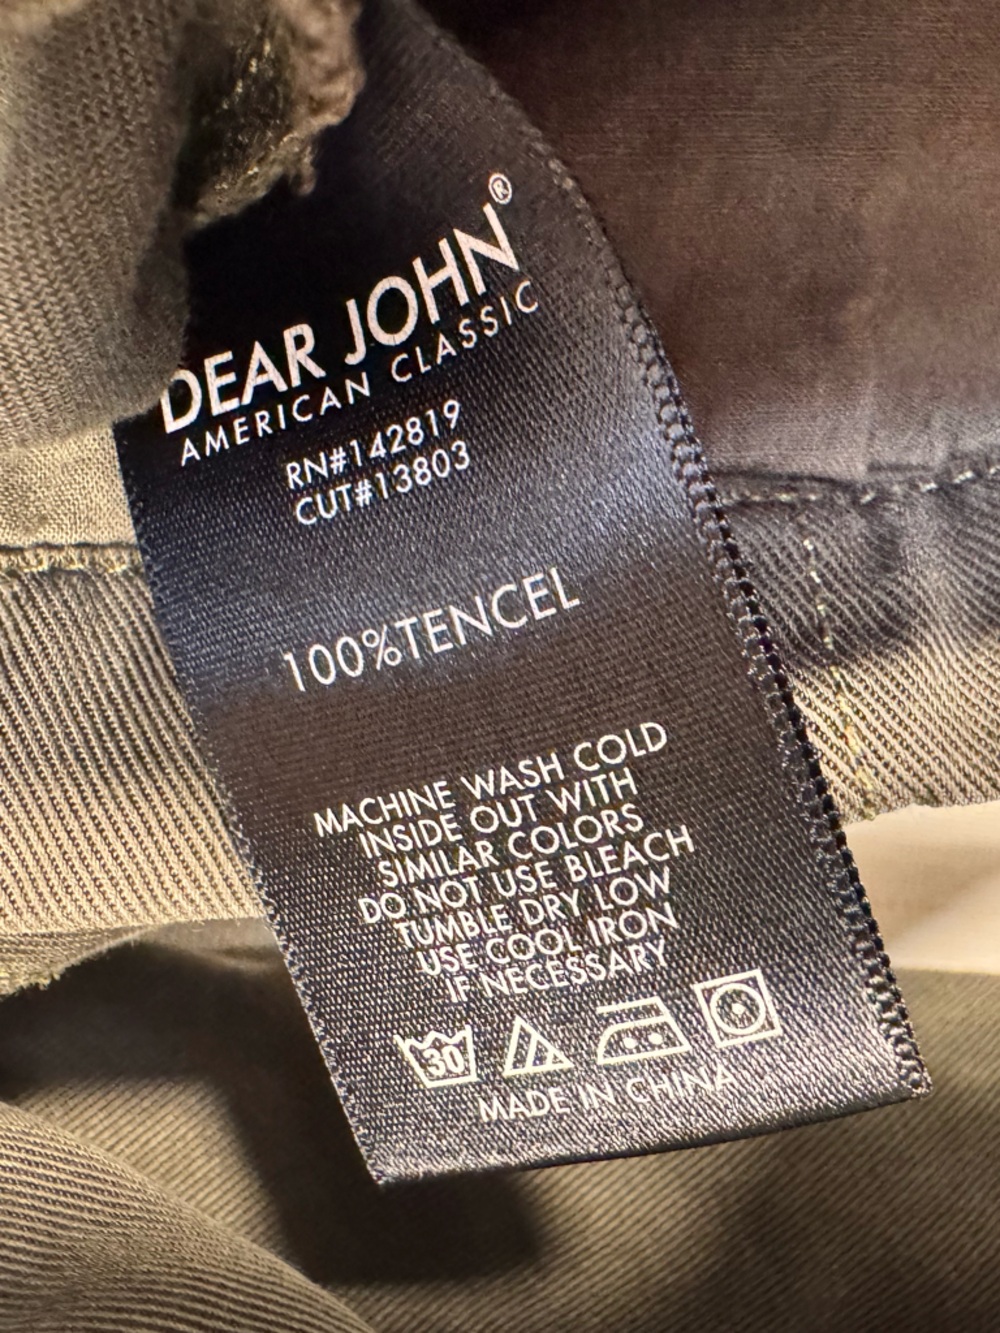 DEAR JOHN®
AMERICAN CLASSIC
RN#142819
CUT#13803
100%TENCEL
MACHINE WASH COLD
INSIDE OUT WITH
SIMILAR COLORS
DO NOT USE BLEACH
TUMBLE DRY LOW
USE COOL IRON
IF NECESSARY
30
MADE IN CHINA